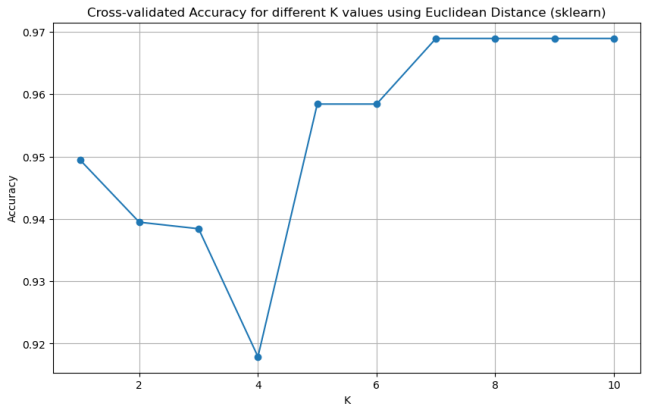 Cross-validated Accuracy for different K values using Euclidean Distance (sklearn)
0.97
0.96
0.95
0.94
0.93
0.92
Accuracy
2 4 6 8 10
K